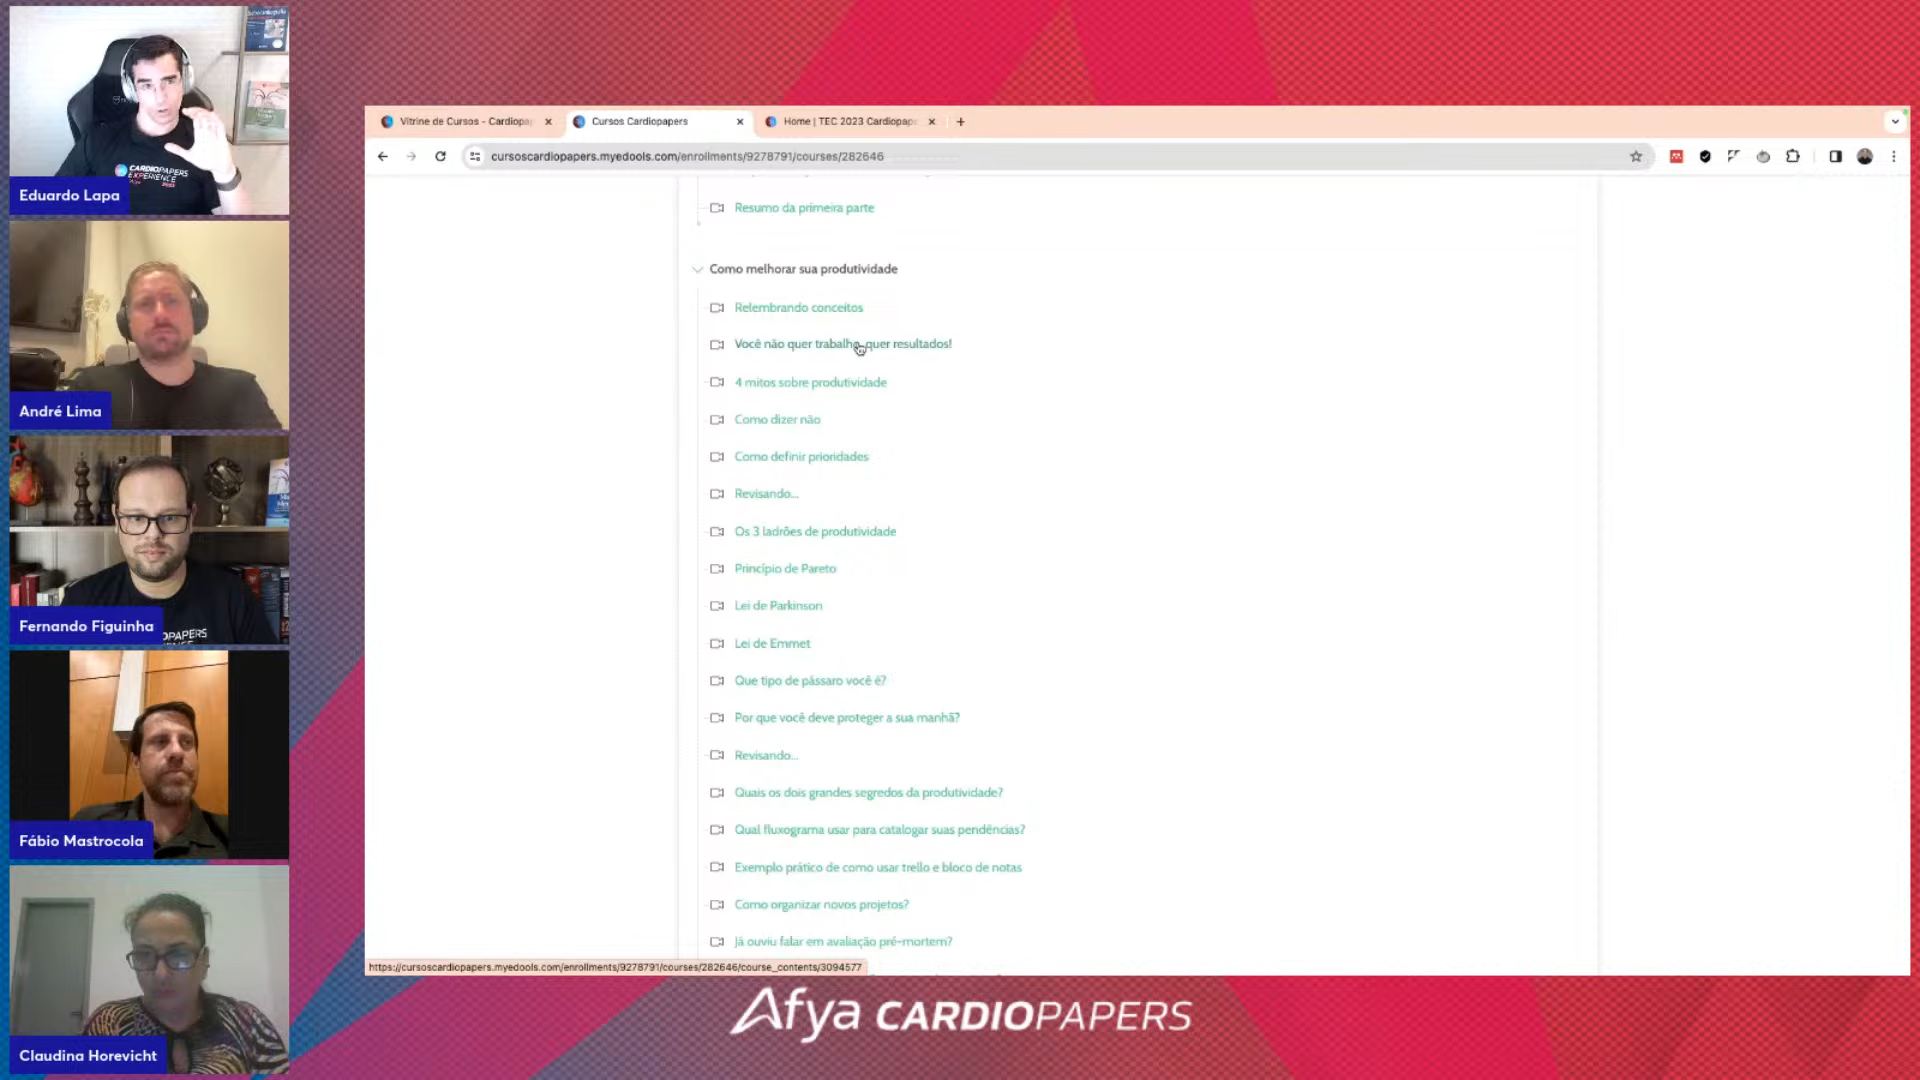 Eduardo Lapa
CARDIOPAPERS
EXPERIENCE
André Lima
Fernando Figuinha
Fábio Mastrocola
Claudina Horevicht
Vitrine de Cursos - Cardiopap
Cursos Cardiopapers
Home | TEC 2023 Cardiopap
cursoscardiopapers.myedools.com/enrollments/9278791/courses/282646
Resumo da primeira parte
Como melhorar sua produtividade
Relembrando conceitos
Você não quer trabalho, quer resultados!
4 mitos sobre produtividade
Como dizer não
Como definir prioridades
Revisando...
Os 3 ladrões de produtividade
Princípio de Pareto
Lei de Parkinson
Lei de Emmet
Que tipo de pássaro você é?
Por que você deve proteger a sua manhã?
Revisando...
Quais os dois grandes segredos da produtividade?
Qual fluxograma usar para catalogar suas pendências?
Exemplo prático de como usar trello e bloco de notas
Como organizar novos projetos?
Já ouviu falar em avaliação pré-mortem?
https://cursoscardiopapers.myedools.com/enrollments/9278791/courses/282646/course_contents/3094577
Afya CARDIOPAPERS